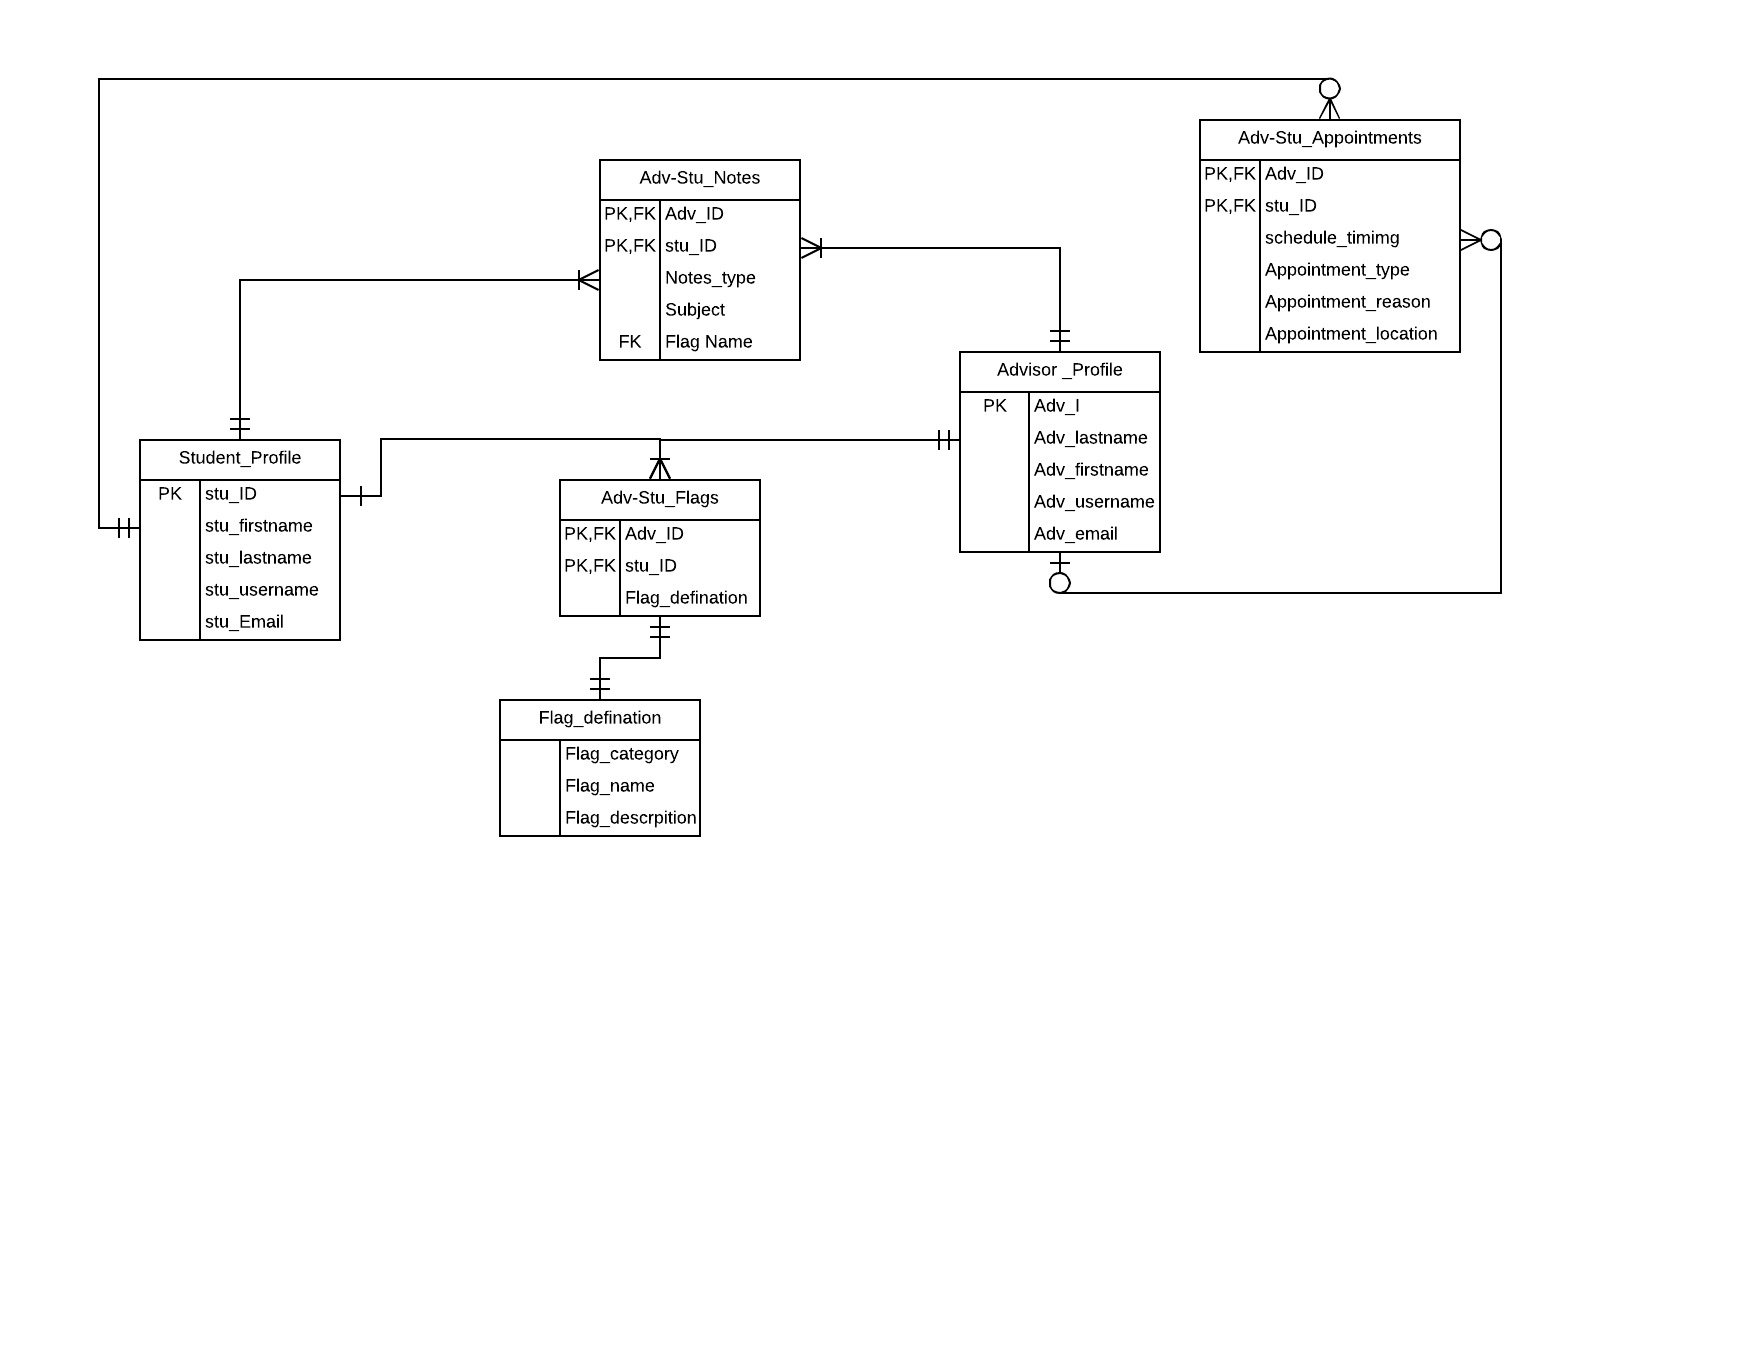 Adv-Stu_Appointments
PK,FK Adv_ID
PK,FK stu_ID
schedule_timimg
Appointment_type
Appointment_reason
Appointment_location
Adv-Stu_Notes
PK,FK Adv_ID
PK,FK stu_ID
Notes_type
Subject
FK Flag Name
Advisor _Profile
PK Adv_I
Adv_lastname
Adv_firstname
Adv_username
Adv_email
Student_Profile
PK stu_ID
stu_firstname
stu_lastname
stu_username
stu_Email
Adv-Stu_Flags
PK,FK Adv_ID
PK,FK stu_ID
Flag_defination
Flag_defination
Flag_category
Flag_name
Flag_descrpition